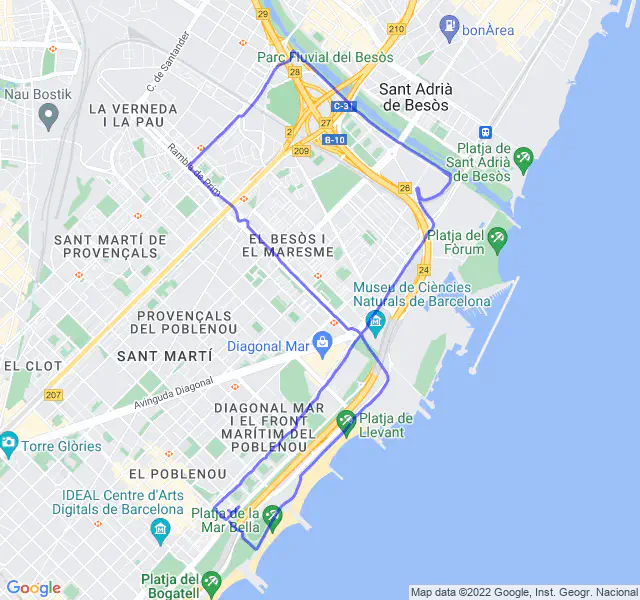 210
bonÀrea
C. de Santander
Parc Fluvial del Besòs
28
Sant Adrià
de Besòs
Nau Bostik
LA VERNEDA
I LA PAU
C-31
27
2
B-10
209
Rambla de Prim
Platja de
Sant Adrià
de Besòs
26
SANT MARTÍ DE
PROVENÇALS
EL BESÒS I
EL MARESME
Platja del
Fòrum
24
Museu de Ciències
Naturals de Barcelona
PROVENÇALS
DEL POBLENOU
Diagonal Mar
SANT MARTÍ
EL CLOT
207
Avinguda Diagonal
DIAGONAL MAR
I EL FRONT
MARÍTIM DEL
POBLENOU
Platja de
Llevant
Torre Glòries
EL POBLENOU
IDEAL Centre d'Arts
Digitals de Barcelona
Platja de la
Mar Bella
Platja del
Bogatell
Google
Map data ©2022 Google, Inst. Geogr. Nacional